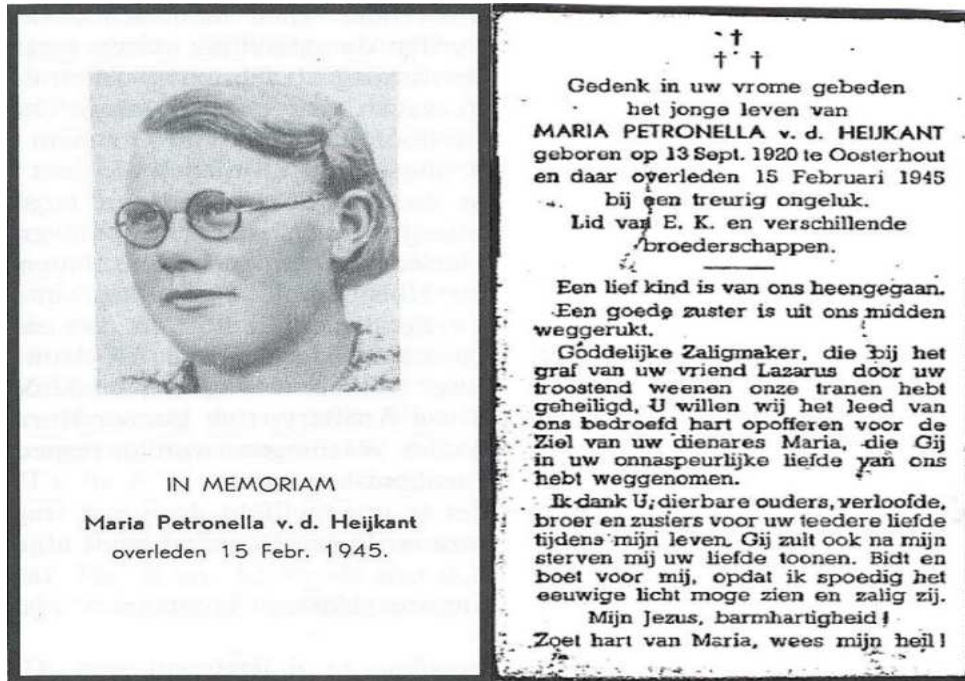 IN MEMORIAM
Maria Petronella v. d. Heijkant
overleden 15 Febr. 1945.
Gedenk in uw vrome gebeden
het jonge leven van
MARIA PETRONELLA v. d. HEIJKANT
geboren op 13 Sept. 1920 te Oosterhout
en daar overleden 15 Februari 1945
bij een treurig ongeluk.
Lid van E. K. en verschillende
broederschappen.
Een lief kind is van ons heengegaan.
Een goede zuster is uit ons midden
weggerukt.
Goddelijke Zaligmaker, die bij het
graf van uw vriend Lazarus door uw
troostend weenen onze tranen hebt
geheiligd, U willen wij het leed van
ons bedroefd hart opofferen voor de
Ziel van uw dienares Maria, die Gij
in uw onnaspeurlijke liefde van ons
hebt weggenomen.
Ik dank U, dierbare ouders, verloofde,
broer en zusters voor uw teedere liefde
tijdens mijn leven, Gij zult ook na mijn
sterven mij uw liefde toonen. Bidt en
boet voor mij, opdat ik spoedig het
eeuwige licht moge zien en zalig zij.
Mijn Jezus, barmhartigheid!
Zoet hart van Maria, wees mijn heil!